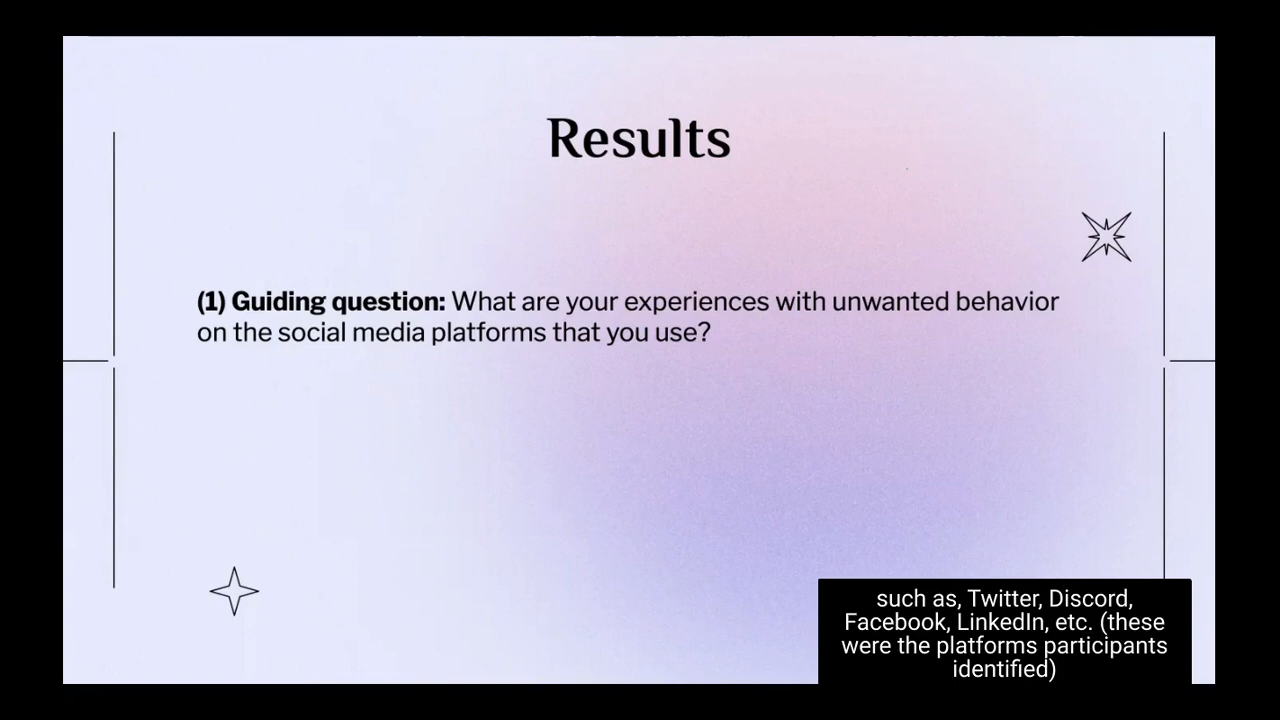 Results
(1) Guiding question: What are your experiences with unwanted behavior
on the social media platforms that you use?
such as, Twitter, Discord,
Facebook, LinkedIn, etc. (these
were the platforms participants
identified)